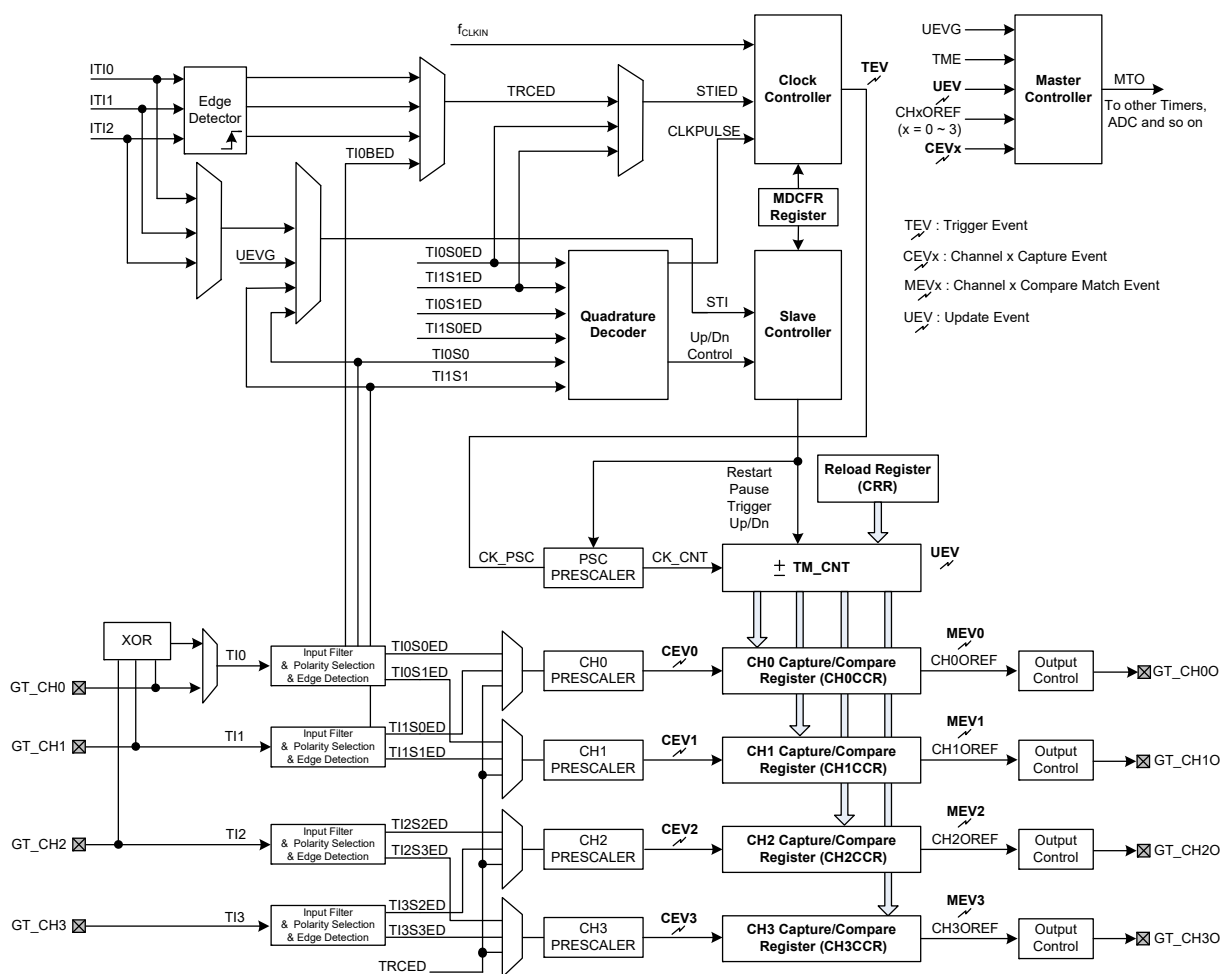 f_CLKIN
ITI0
ITI1
ITI2
Edge
Detector
TI0BED
TRCED
STIED
CLKPULSE
Clock
Controller
TEV
UEVG
TME
UEV
CHxOREF
(x = 0 ~ 3)
CEVx
Master
Controller
MTO
To other Timers,
ADC and so on
MDCFR
Register
UEVG
TI0S0ED
TI1S1ED
TI0S1ED
TI1S0ED
TI0S0
TI1S1
Quadrature
Decoder
STI
Up/Dn
Control
Slave
Controller
TEV : Trigger Event
CEVx : Channel x Capture Event
MEVx : Channel x Compare Match Event
UEV : Update Event
Restart
Pause
Trigger
Up/Dn
Reload Register
(CRR)
CK_PSC
PSC
PRESCALER
CK_CNT
± TM_CNT
UEV
XOR
GT_CH0
TI0
Input Filter
& Polarity Selection
& Edge Detection
TI0S0ED
TI0S1ED
CH0
PRESCALER
CEV0
CH0 Capture/Compare
Register (CH0CCR)
MEV0
CH0OREF
Output
Control
GT_CH0O
GT_CH1
TI1
Input Filter
& Polarity Selection
& Edge Detection
TI1S0ED
TI1S1ED
CH1
PRESCALER
CEV1
CH1 Capture/Compare
Register (CH1CCR)
MEV1
CH1OREF
Output
Control
GT_CH1O
GT_CH2
TI2
Input Filter
& Polarity Selection
& Edge Detection
TI2S2ED
TI2S3ED
CH2
PRESCALER
CEV2
CH2 Capture/Compare
Register (CH2CCR)
MEV2
CH2OREF
Output
Control
GT_CH2O
GT_CH3
TI3
Input Filter
& Polarity Selection
& Edge Detection
TI3S2ED
TI3S3ED
TRCED
CH3
PRESCALER
CEV3
CH3 Capture/Compare
Register (CH3CCR)
MEV3
CH3OREF
Output
Control
GT_CH3O